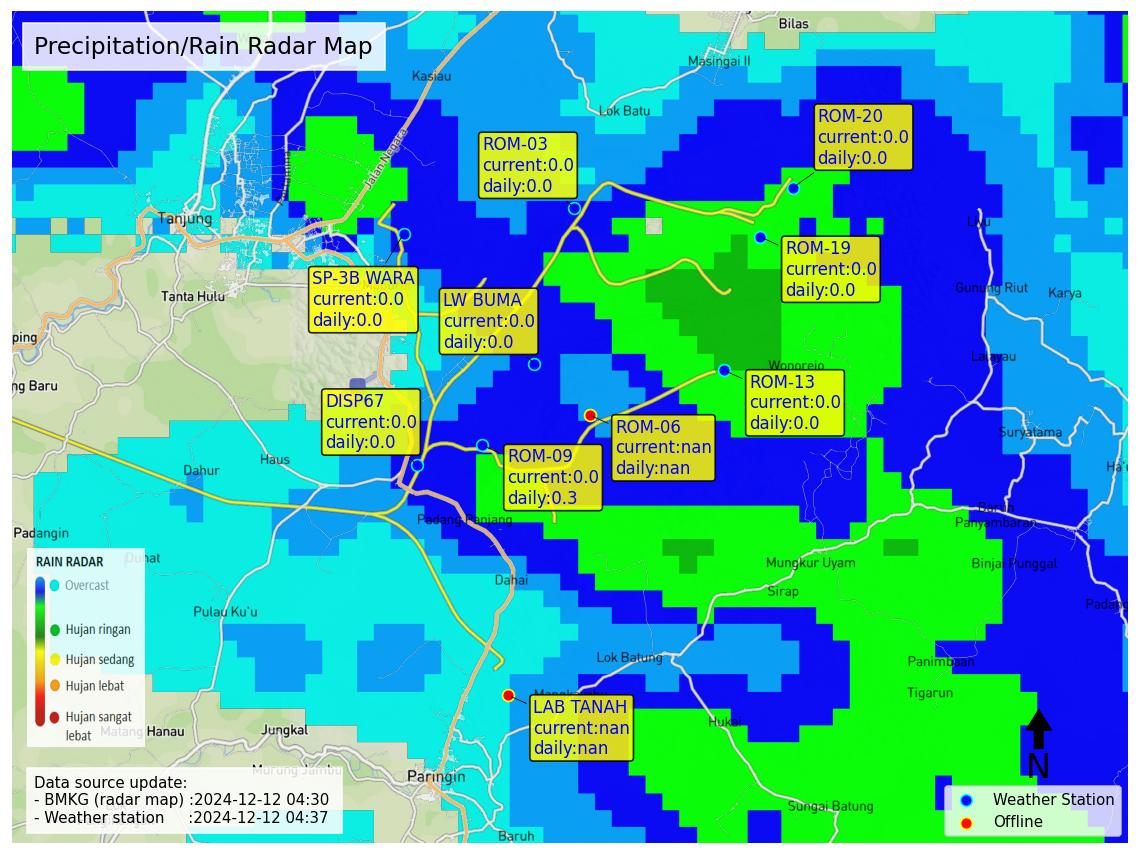 Precipitation/Rain Radar Map
Bilas
Masingai II
Kasiau
Lok Batu
Jalan Negara
ROM-20
current:0.0
daily:0.0
ROM-03
current:0.0
daily:0.0
Tanjung
Liyu
ROM-19
current:0.0
daily:0.0
SP-3B WARA
current:0.0
daily:0.0
LW BUMA
current:0.0
daily:0.0
Tanta Hulu
Gunung Riut
Karya
ping
Lalayau
Wonorejo
ng Baru
ROM-13
current:0.0
daily:0.0
DISP67
current:0.0
daily:0.0
ROM-06
current:nan
daily:nan
Suryatama
ROM-09
current:0.0
daily:0.3
Haus
Dahur
Ha'u
Padang Panjang
Buruh
Panyambaran
Padangin
Mungkur Uyam
Binjai Punggal
Dahai
Sirap
RAIN RADAR
Overcast
Hujan ringan
Hujan sedang
Hujan lebat
Hujan sangat
lebat
Pulau Ku'u
Padang
Lok Batung
Panimbaan
Tigarun
LAB TANAH
current:nan
daily:nan
Hukai
Matang Hanau
Jungkal
Murung Jambu
Paringin
N
Data source update:
- BMKG (radar map) :2024-12-12 04:30
- Weather station :2024-12-12 04:37
Sungai Batung
Baruh
Weather Station
Offline